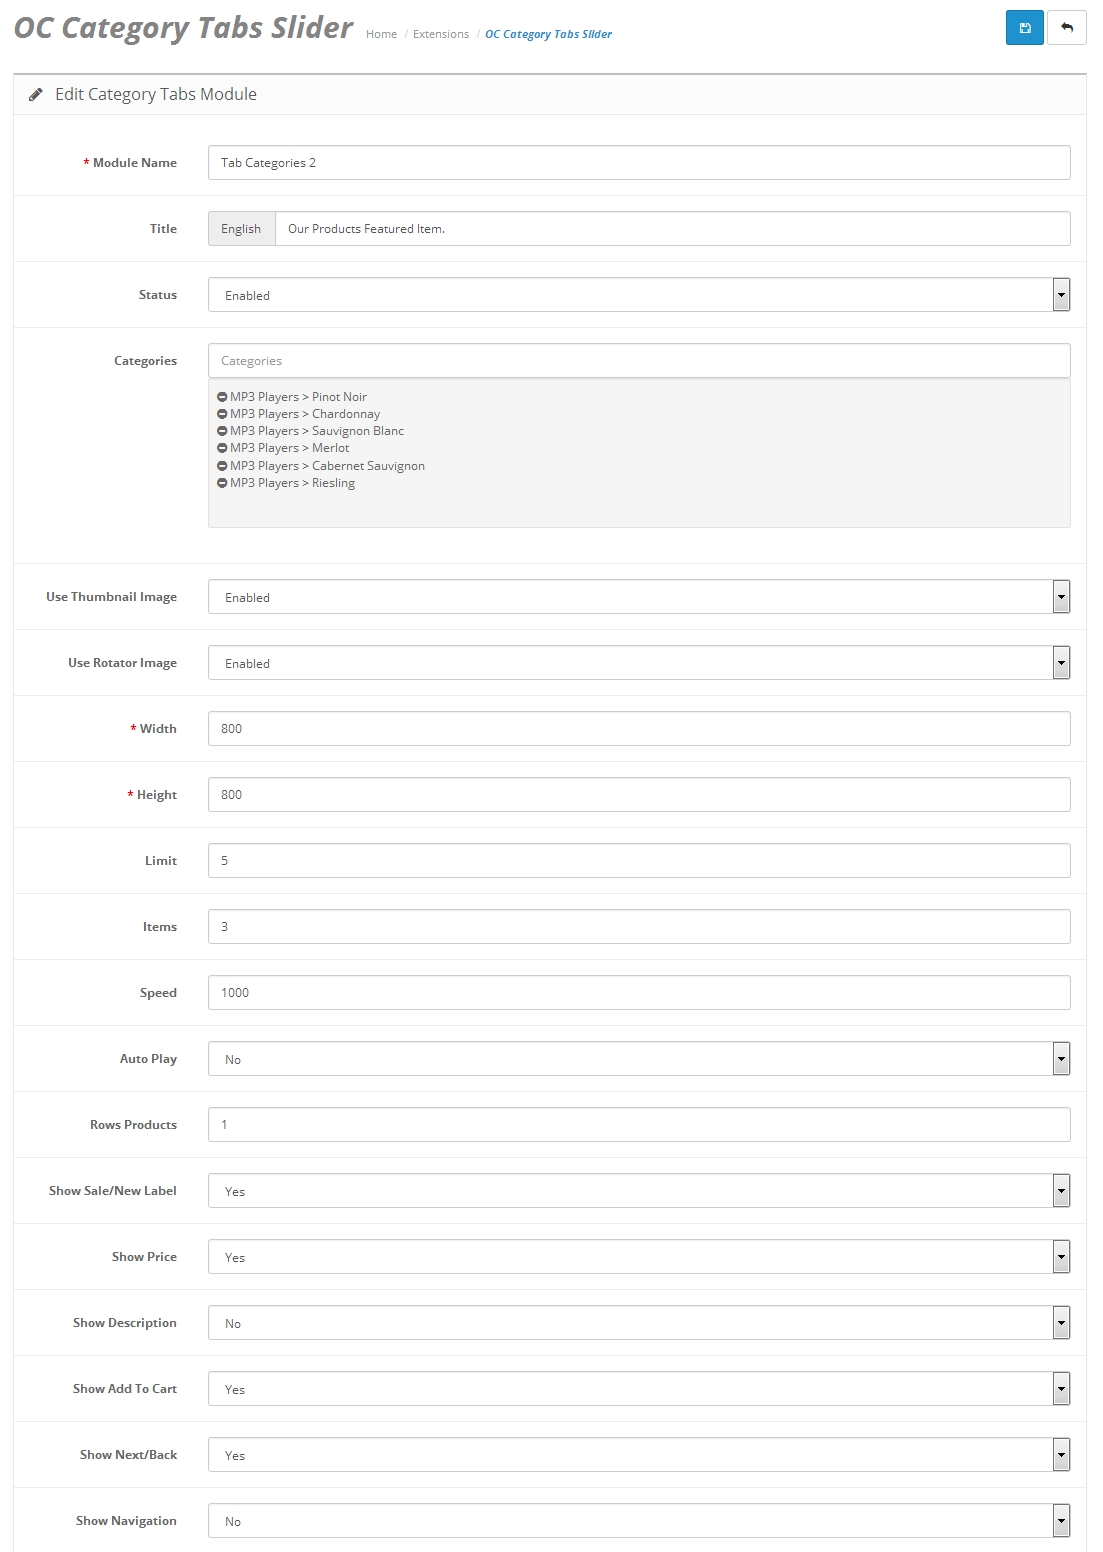 OC Category Tabs Slider Home / Extensions / OC Category Tabs Slider
Edit Category Tabs Module
* Module Name Tab Categories 2
Title English Our Products Featured Item.
Status Enabled
Categories Categories
MP3 Players > Pinot Noir
MP3 Players > Chardonnay
MP3 Players > Sauvignon Blanc
MP3 Players > Merlot
MP3 Players > Cabernet Sauvignon
MP3 Players > Riesling
Use Thumbnail Image Enabled
Use Rotator Image Enabled
* Width 800
* Height 800
Limit 5
Items 3
Speed 1000
Auto Play No
Rows Products 1
Show Sale/New Label Yes
Show Price Yes
Show Description No
Show Add To Cart Yes
Show Next/Back Yes
Show Navigation No